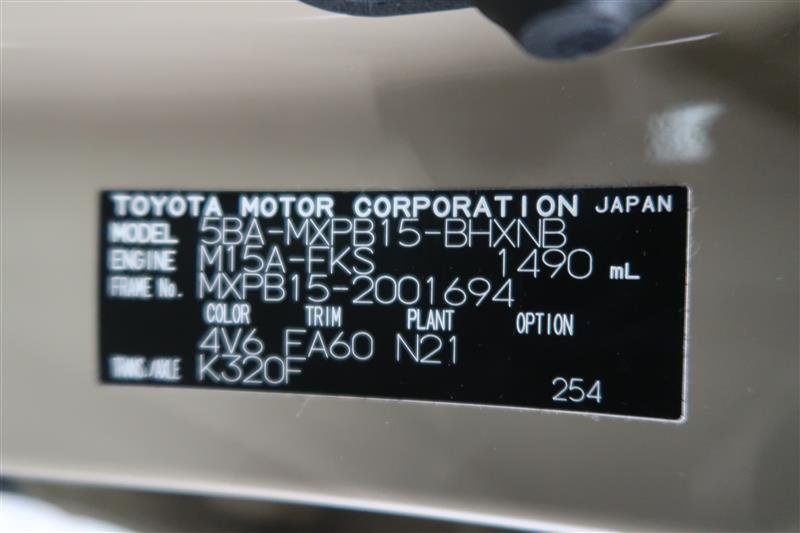 TOYOTA MOTOR CORPORATION JAPAN
MODEL 5BA-MXPB15-BHXNB
ENGINE M15A-FKS 1490 mL
FRAME No. MXPB15-2001694
COLOR TRIM PLANT OPTION
4V6 EA60 N21
TRANS./AXLE K320F
254